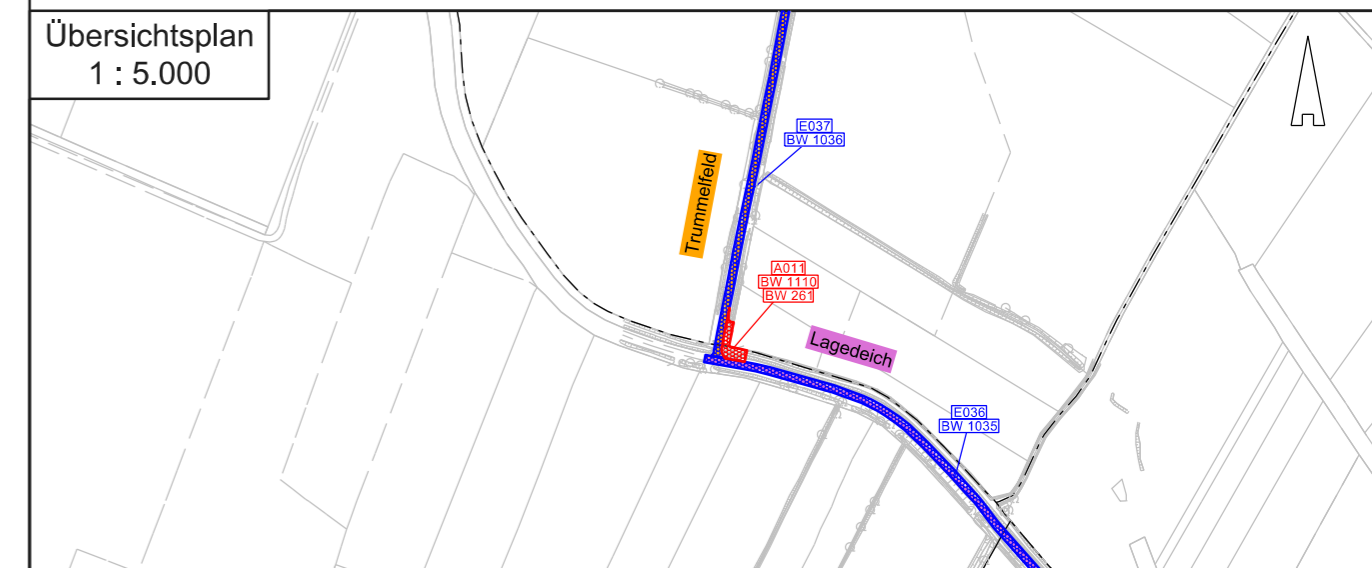 Übersichtsplan
1 : 5.000
E037
BW 1036
Trummelfeld
A011
BW 1110
BW 261
Lagedeich
E036
BW 1035